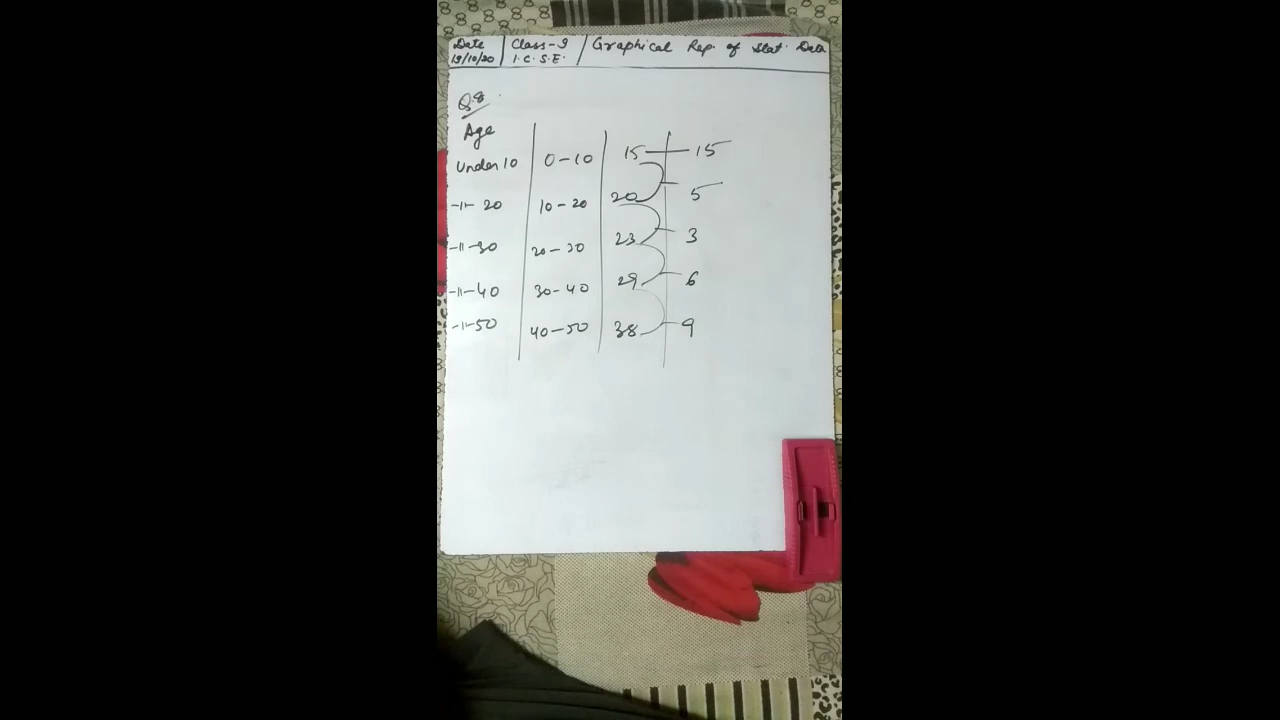 Date | Class-9 / Graphical Rep. of Stat. Data
19/10/20 | I.C.S.E.
Q8
Age
Under 10 | 0-10 | 15 — 15
-11- 20 | 10-20 | 20 5
-11-30 | 20-30 | 23 3
-11-40 | 30-40 | 29 6
-11-50 | 40-50 | 38 9